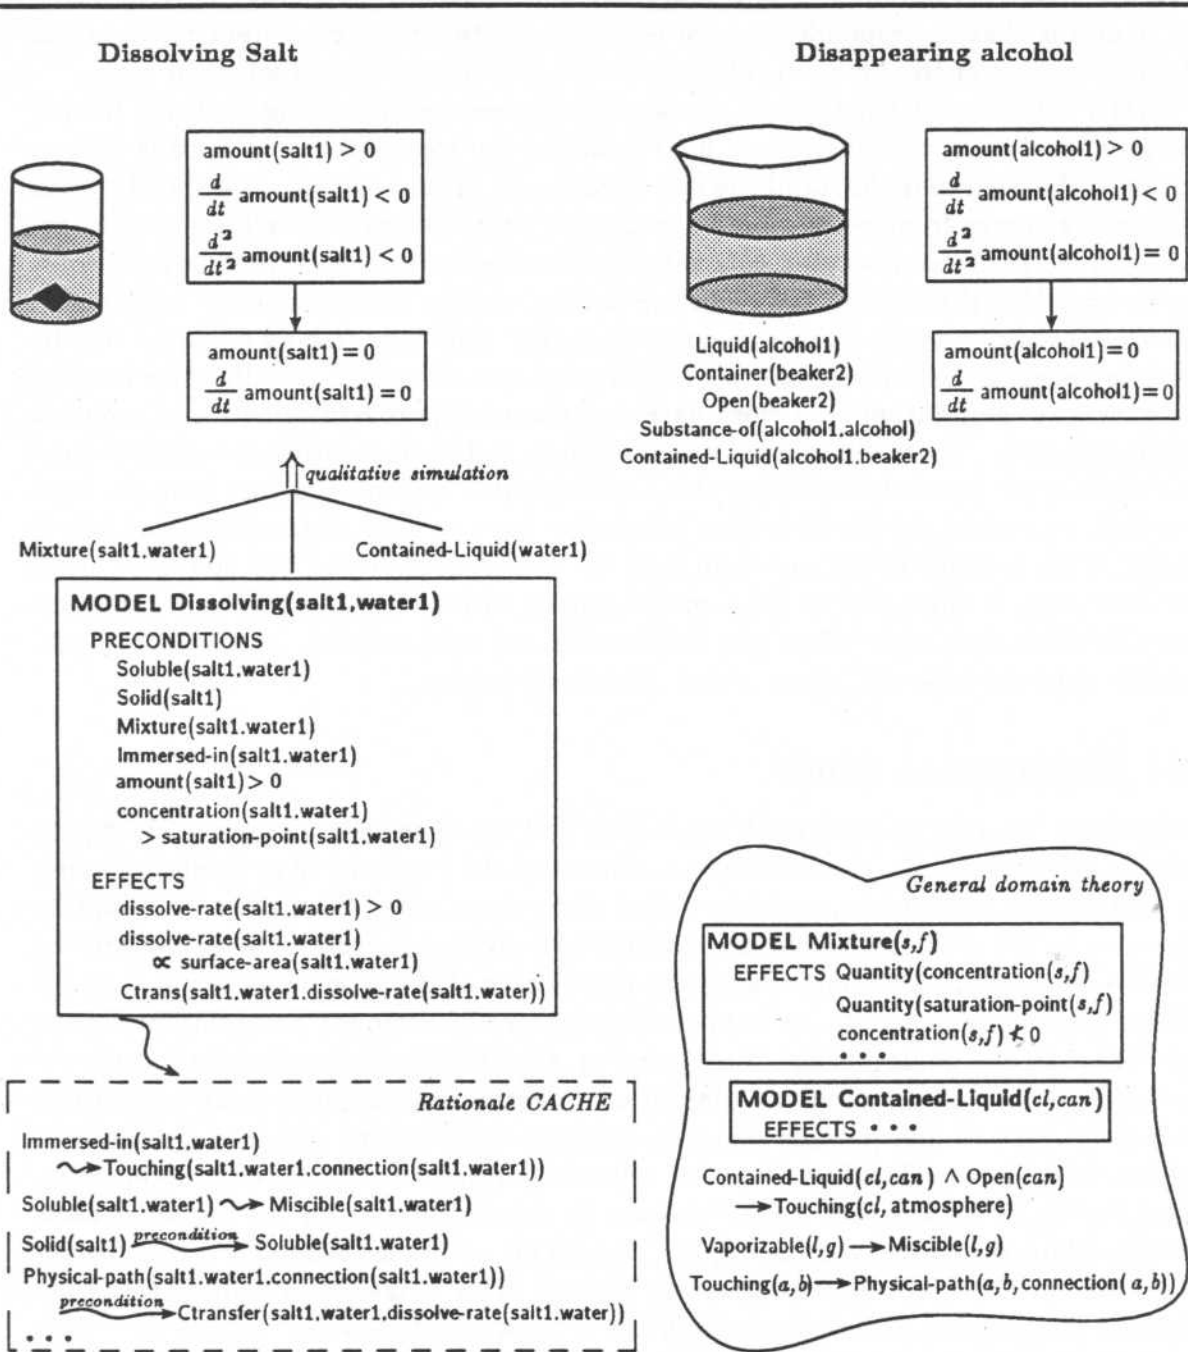 Dissolving Salt
amount(salt1) > 0
d/dt amount(salt1) < 0
d²/dt² amount(salt1) < 0
amount(salt1) = 0
d/dt amount(salt1) = 0
qualitative simulation
Mixture(salt1,water1)
Contained-Liquid(water1)
MODEL Dissolving(salt1,water1)
PRECONDITIONS
Soluble(salt1,water1)
Solid(salt1)
Mixture(salt1,water1)
Immersed-in(salt1,water1)
amount(salt1) > 0
concentration(salt1,water1)
> saturation-point(salt1,water1)
EFFECTS
dissolve-rate(salt1,water1) > 0
dissolve-rate(salt1,water1)
∝ surface-area(salt1,water1)
Ctrans(salt1,water1,dissolve-rate(salt1,water))
Rationale CACHE
Immersed-in(salt1,water1)
⇝ Touching(salt1,water1,connection(salt1,water1))
Soluble(salt1,water1) ⇝ Miscible(salt1,water1)
Solid(salt1) precondition⇝ Soluble(salt1,water1)
Physical-path(salt1,water1,connection(salt1,water1))
precondition⇝ Ctransfer(salt1,water1,dissolve-rate(salt1,water))
• • •
Disappearing alcohol
amount(alcohol1) > 0
d/dt amount(alcohol1) < 0
d²/dt² amount(alcohol1) = 0
amount(alcohol1) = 0
d/dt amount(alcohol1) = 0
Liquid(alcohol1)
Container(beaker2)
Open(beaker2)
Substance-of(alcohol1,alcohol)
Contained-Liquid(alcohol1,beaker2)
General domain theory
MODEL Mixture(s,f)
EFFECTS Quantity(concentration(s,f)
Quantity(saturation-point(s,f)
concentration(s,f) ≮ 0
• • •
MODEL Contained-Liquid(cl,can)
EFFECTS • • •
Contained-Liquid(cl,can) ∧ Open(can)
→ Touching(cl, atmosphere)
Vaporizable(l,g) → Miscible(l,g)
Touching(a,b) → Physical-path(a,b,connection(a,b))